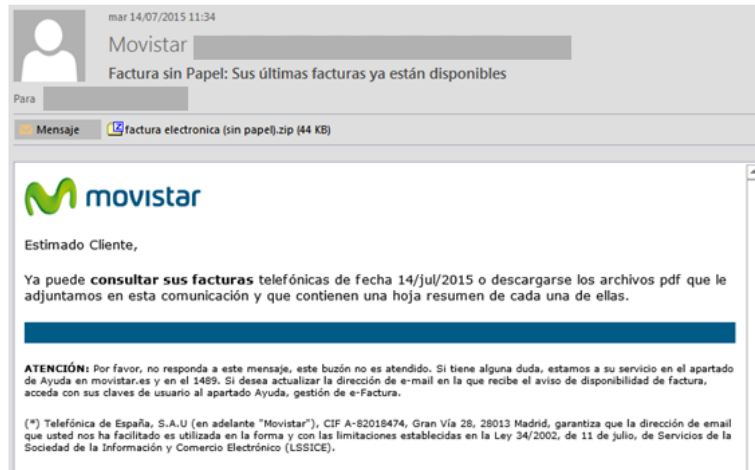 mar 14/07/2015 11:34
Movistar
Factura sin Papel: Sus últimas facturas ya están disponibles
Para
Mensaje factura electronica (sin papel).zip (44 KB)
movistar
Estimado Cliente,
Ya puede consultar sus facturas telefónicas de fecha 14/jul/2015 o descargarse los archivos pdf que le
adjuntamos en esta comunicación y que contienen una hoja resumen de cada una de ellas.
ATENCIÓN: Por favor, no responda a este mensaje, este buzón no es atendido. Si tiene alguna duda, estamos a su servicio en el apartado
de Ayuda en movistar.es y en el 1489. Si desea actualizar la dirección de e-mail en la que recibe el aviso de disponibilidad de factura,
acceda con sus claves de usuario al apartado Ayuda, gestión de e-Factura.
(*) Telefónica de España, S.A.U (en adelante "Movistar"), CIF A-82018474, Gran Vía 28, 28013 Madrid, garantiza que la dirección de email
que usted nos ha facilitado es utilizada en la forma y con las limitaciones establecidas en la Ley 34/2002, de 11 de julio, de Servicios de la
Sociedad de la Información y Comercio Electrónico (LSSICE).